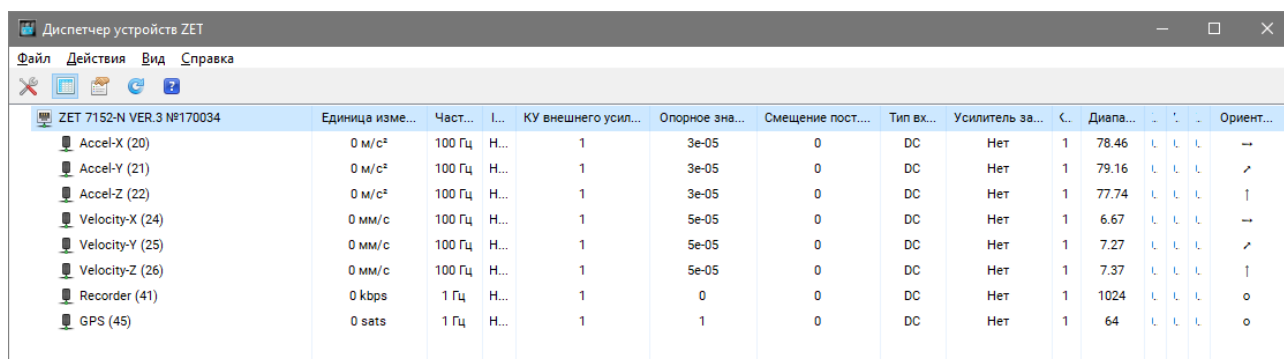 Диспетчер устройств ZET
Файл Действия Вид Справка
ZET 7152-N VER.3 №170034 Единица изме... Част... I... КУ внешнего усил... Опорное зна... Смещение пост.... Тип вх... Усилитель за... Диапа... Ориент...
Accel-X (20) 0 м/с² 100 Гц Н... 1 3e-05 0 DC Нет 1 78.46
Accel-Y (21) 0 м/с² 100 Гц Н... 1 3e-05 0 DC Нет 1 79.16
Accel-Z (22) 0 м/с² 100 Гц Н... 1 3e-05 0 DC Нет 1 77.74
Velocity-X (24) 0 мм/с 100 Гц Н... 1 5e-05 0 DC Нет 1 6.67
Velocity-Y (25) 0 мм/с 100 Гц Н... 1 5e-05 0 DC Нет 1 7.27
Velocity-Z (26) 0 мм/с 100 Гц Н... 1 5e-05 0 DC Нет 1 7.37
Recorder (41) 0 kbps 1 Гц Н... 1 0 0 DC Нет 1 1024
GPS (45) 0 sats 1 Гц Н... 1 1 0 DC Нет 1 64